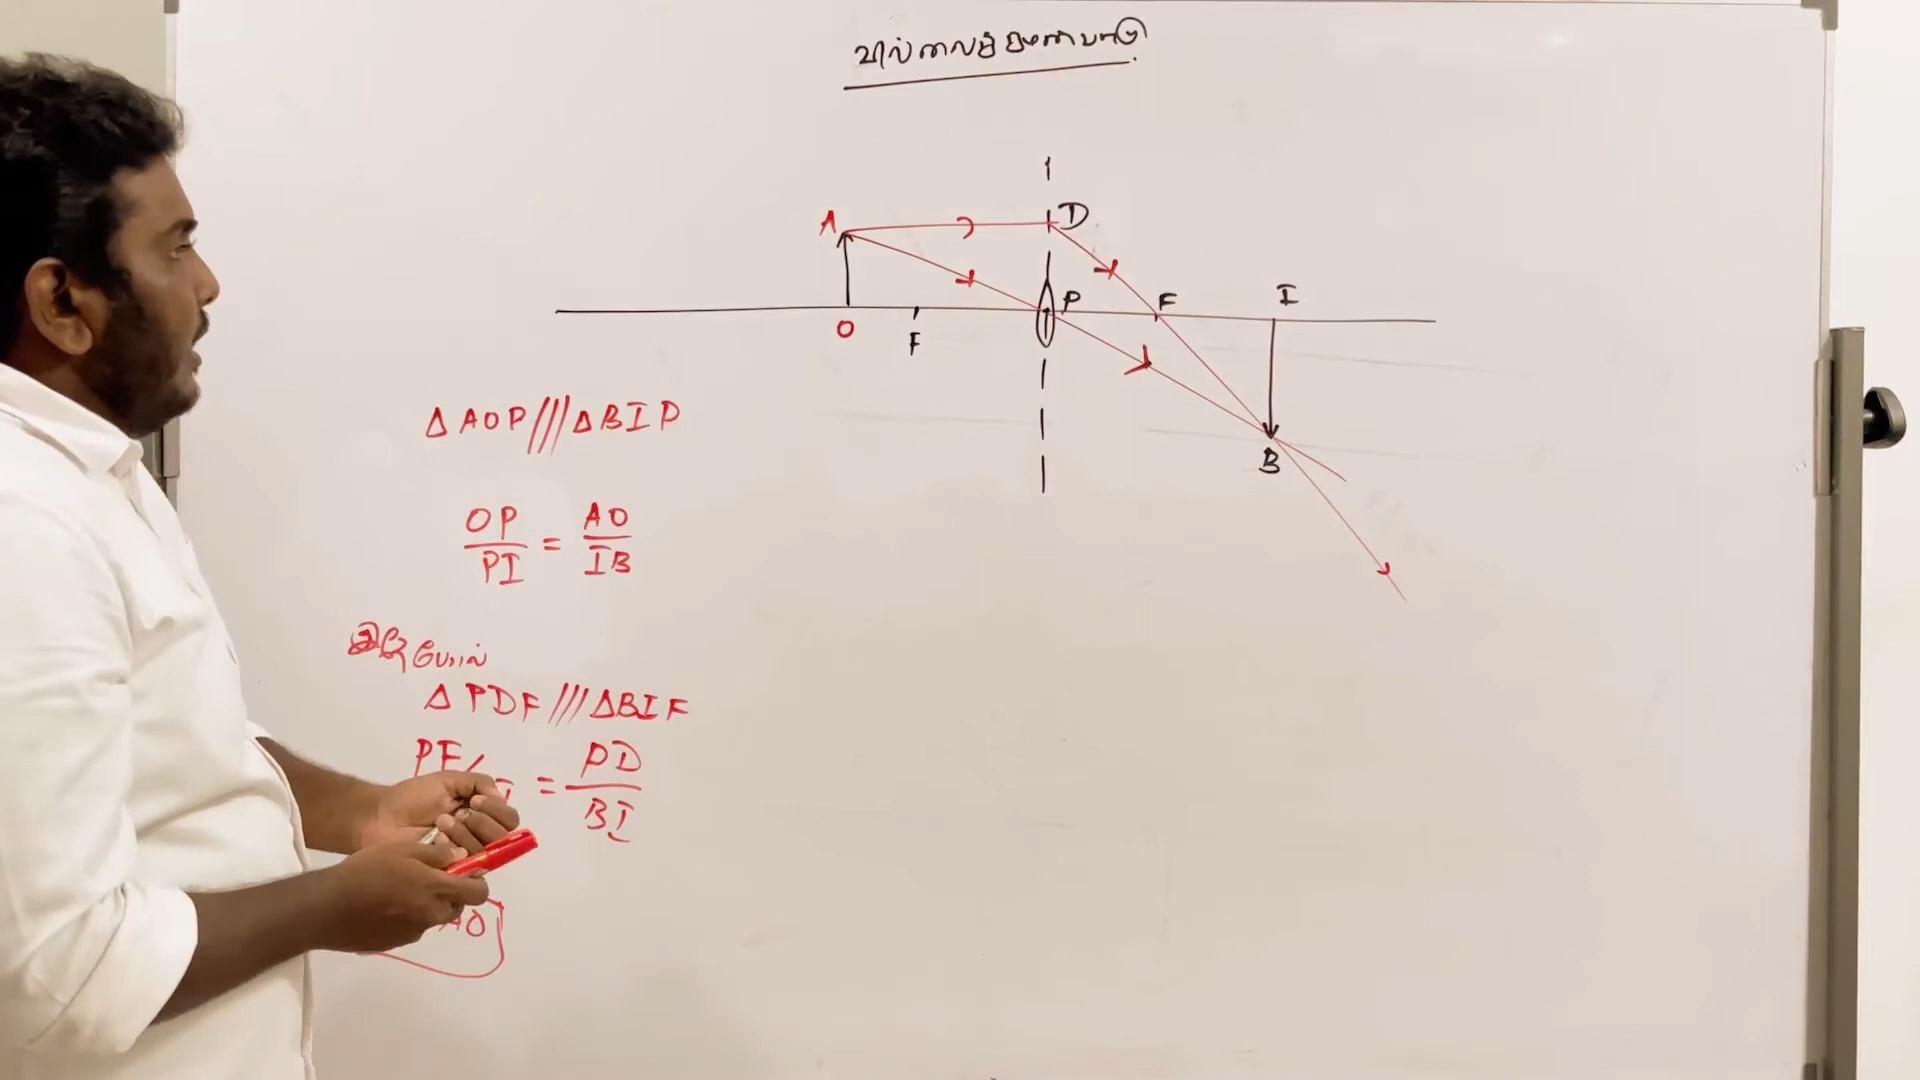 வில்லைச் சமன்பாடு
A
D
P
F
I
O
F
B
Δ AOP /// Δ BIP
OP/PI = AO/IB
இதே போல்
Δ PDF /// Δ BIF
PF/ = PD/BI
AO